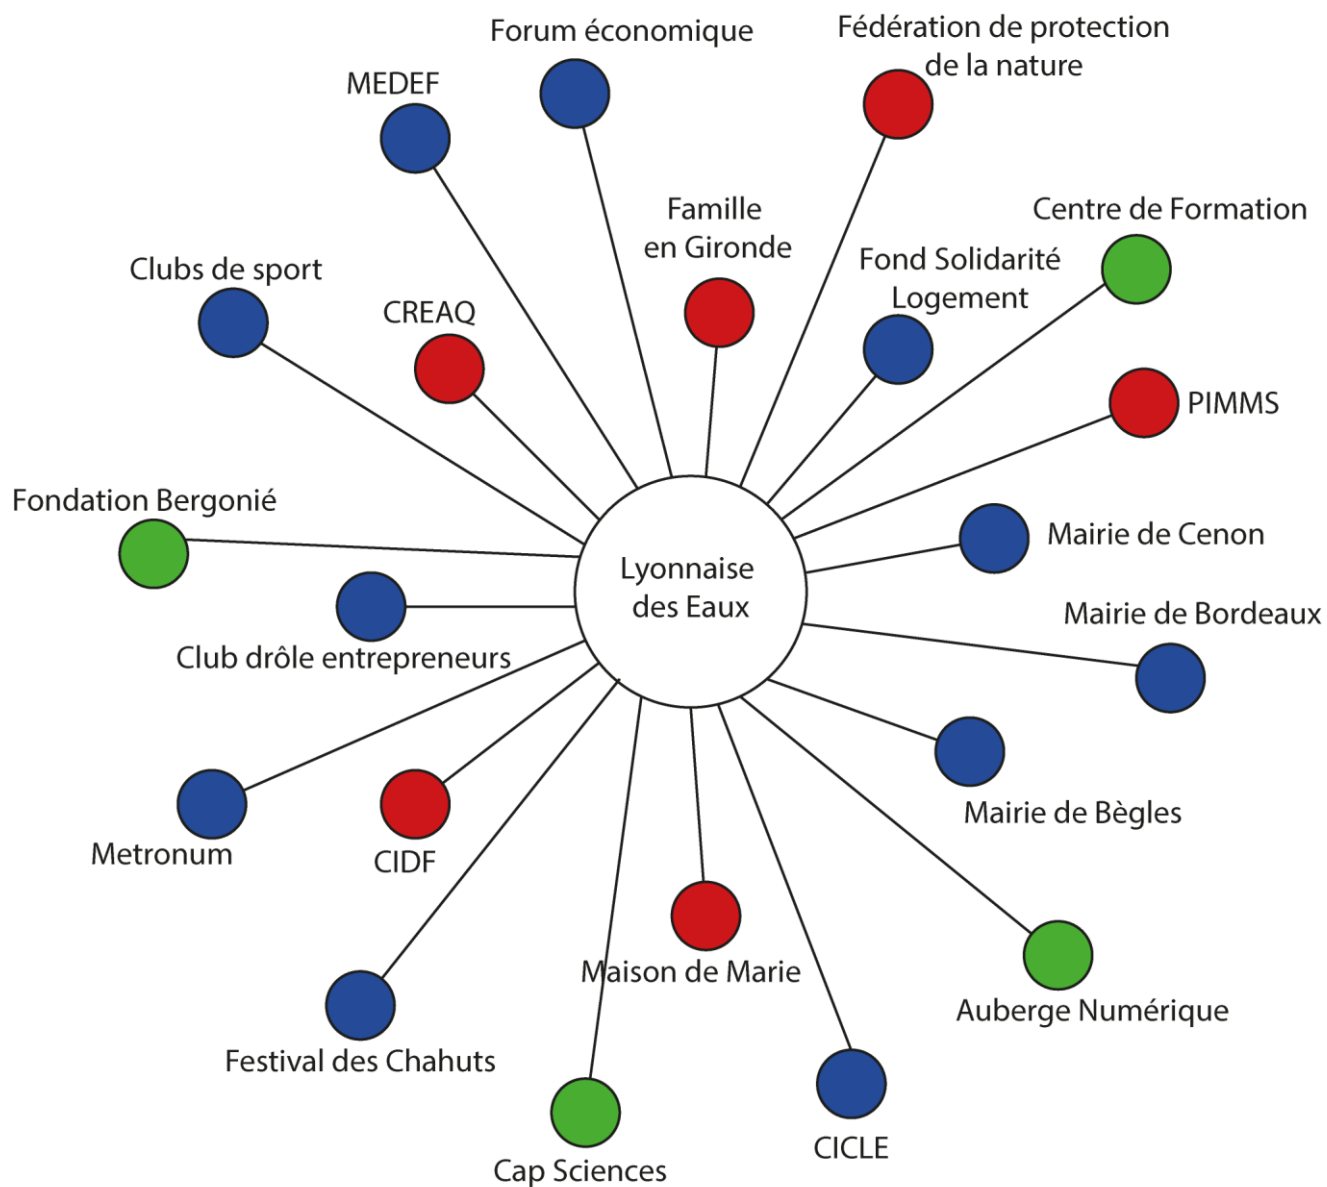 Forum économique
Fédération de protection
de la nature
MEDEF
Famille
en Gironde
Centre de Formation
Fond Solidarité
Logement
Clubs de sport
CREAQ
PIMMS
Fondation Bergonié
Mairie de Cenon
Lyonnaise
des Eaux
Mairie de Bordeaux
Club drôle entrepreneurs
Mairie de Bègles
Metronum
CIDF
Maison de Marie
Auberge Numérique
Festival des Chahuts
CICLE
Cap Sciences